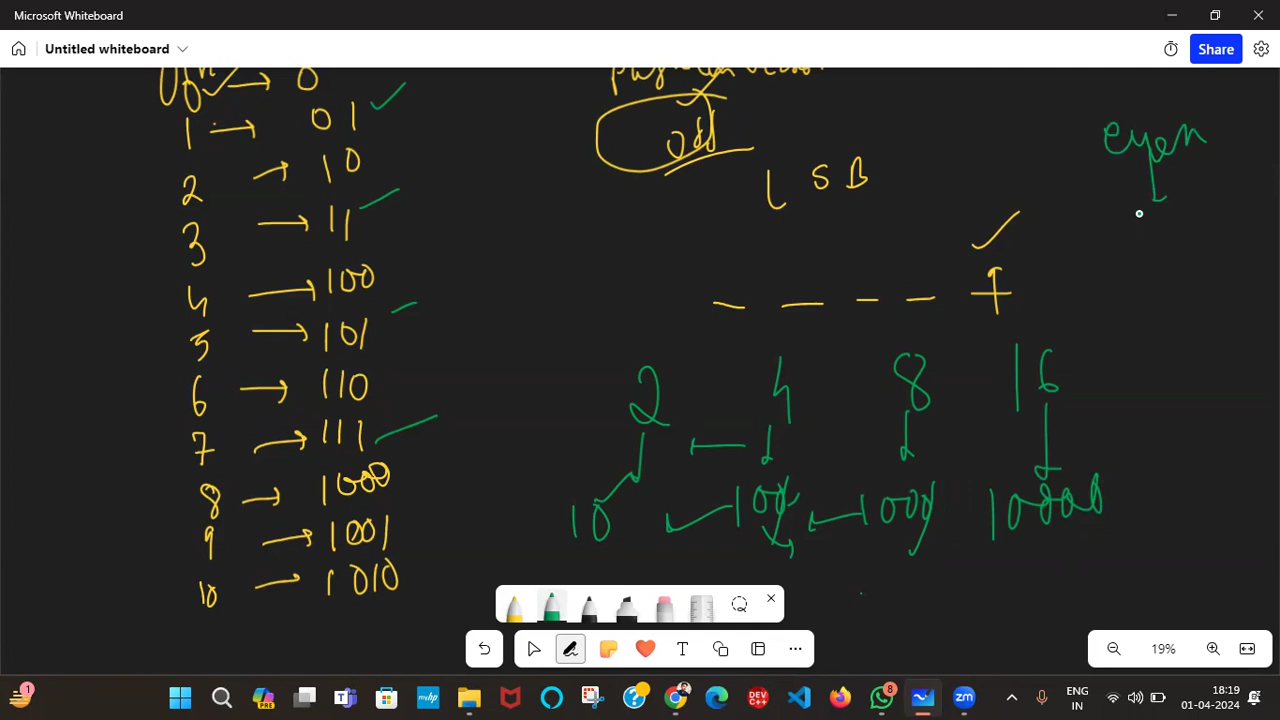 Microsoft Whiteboard
Untitled whiteboard
Share
→ 0
1 → 01
2 → 10
3 → 11
4 → 100
5 → 101
6 → 110
7 → 111
8 → 1000
9 → 1001
10 → 1010
odd
LSB
even
2 4 8 16
10 100 1000 10000
19%
ENG
IN
18:19
01-04-2024